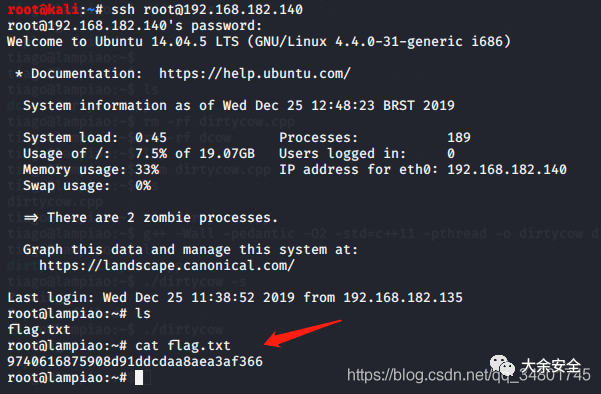 root@kali:~# ssh root@192.168.182.140
root@192.168.182.140's password:
Welcome to Ubuntu 14.04.5 LTS (GNU/Linux 4.4.0-31-generic i686)
* Documentation:  https://help.ubuntu.com/
System information as of Wed Dec 25 12:48:23 BRST 2019
System load:  0.45              Processes:           189
Usage of /:   7.5% of 19.07GB   Users logged in:     0
Memory usage: 33%               IP address for eth0: 192.168.182.140
Swap usage:   0%
=> There are 2 zombie processes.
Graph this data and manage this system at:
https://landscape.canonical.com/
Last login: Wed Dec 25 11:38:52 2019 from 192.168.182.135
root@lampiao:~# ls
flag.txt
root@lampiao:~# cat flag.txt
9740616875908d91ddcdaa8aea3af366
root@lampiao:~#
大余安全
https://blog.csdn.net/qq_34801745